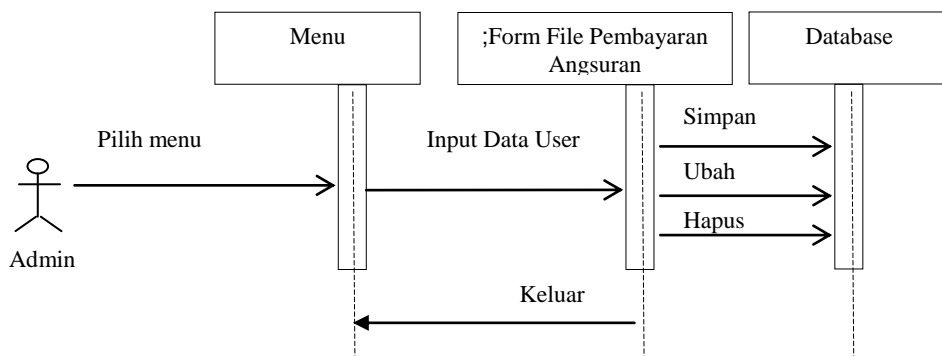 Menu
;Form File Pembayaran
Angsuran
Database
Pilih menu
Input Data User
Simpan
Ubah
Hapus
Admin
Keluar